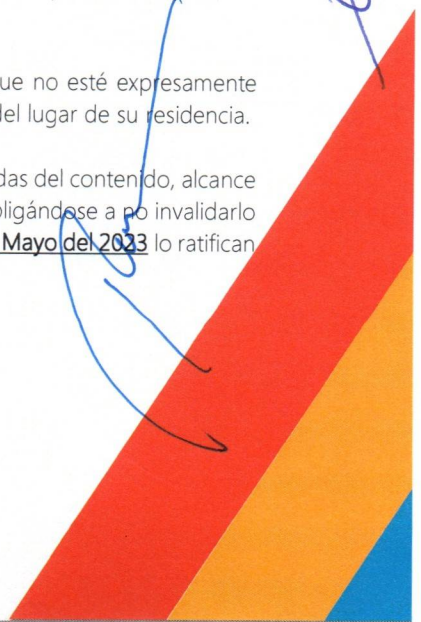 ue no esté expresamente
del lugar de su residencia.
das del contenido, alcance
oligándose a no invalidarlo
Mayo del 2023 lo ratifican